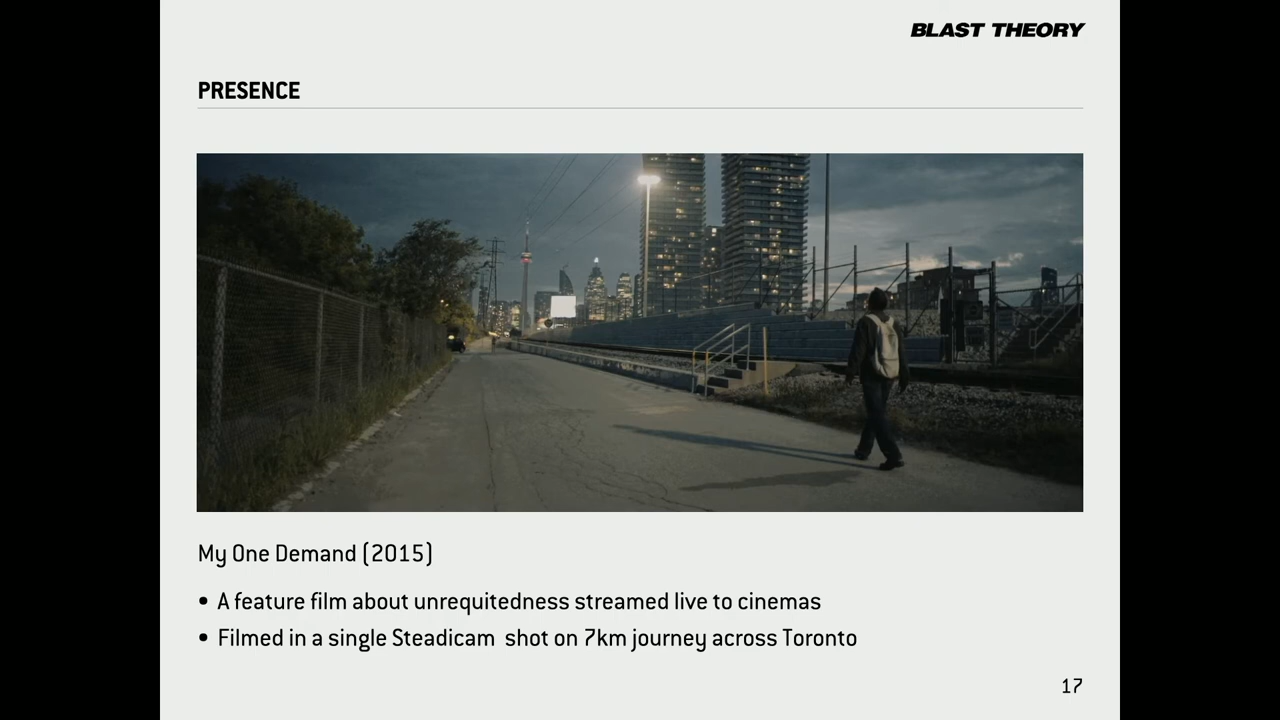 BLAST THEORY
PRESENCE
My One Demand (2015)
• A feature film about unrequitedness streamed live to cinemas
• Filmed in a single Steadicam shot on 7km journey across Toronto
17